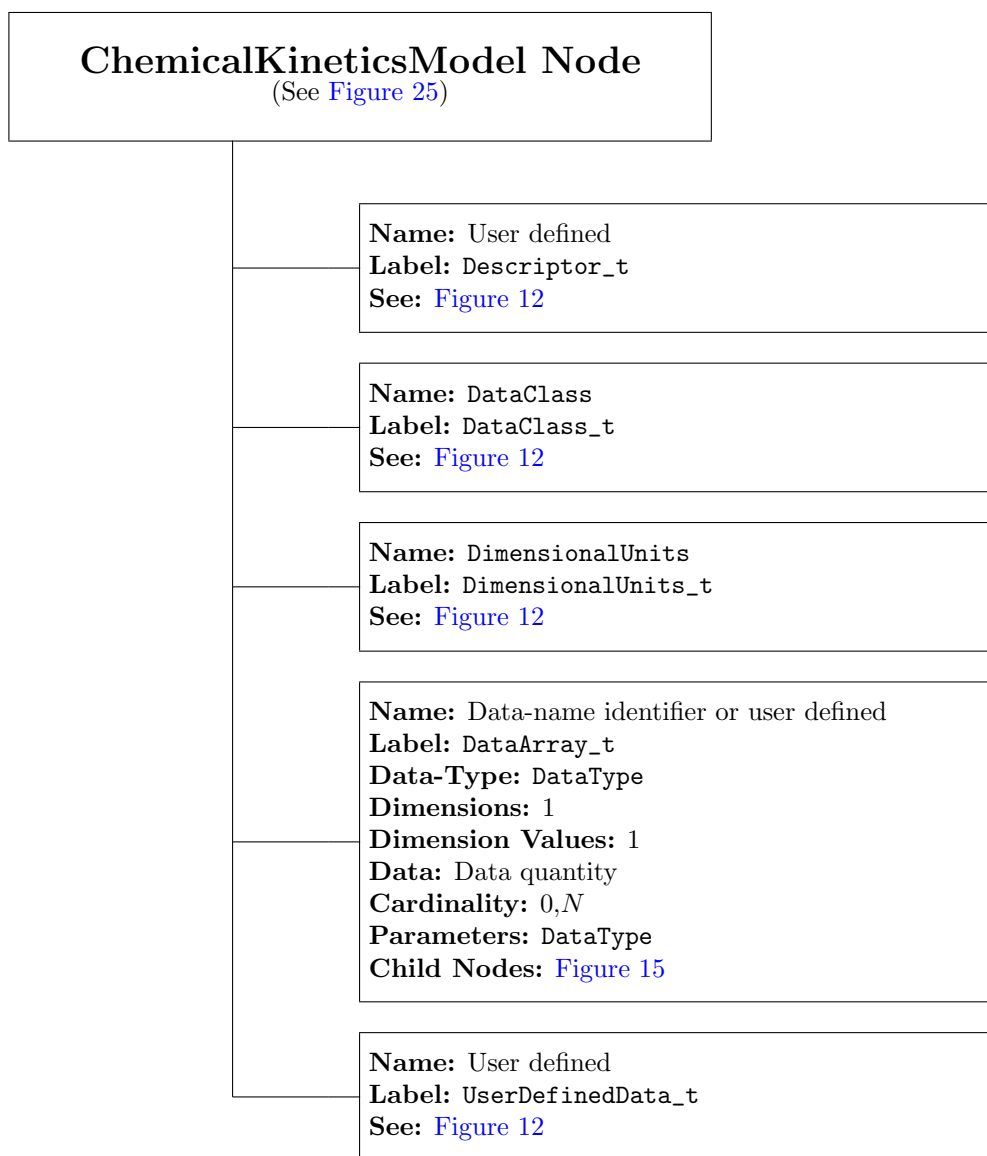 ChemicalKineticsModel Node
(See Figure 25)
Name: User defined
Label: Descriptor_t
See: Figure 12
Name: DataClass
Label: DataClass_t
See: Figure 12
Name: DimensionalUnits
Label: DimensionalUnits_t
See: Figure 12
Name: Data-name identifier or user defined
Label: DataArray_t
Data-Type: DataType
Dimensions: 1
Dimension Values: 1
Data: Data quantity
Cardinality: 0,N
Parameters: DataType
Child Nodes: Figure 15
Name: User defined
Label: UserDefinedData_t
See: Figure 12